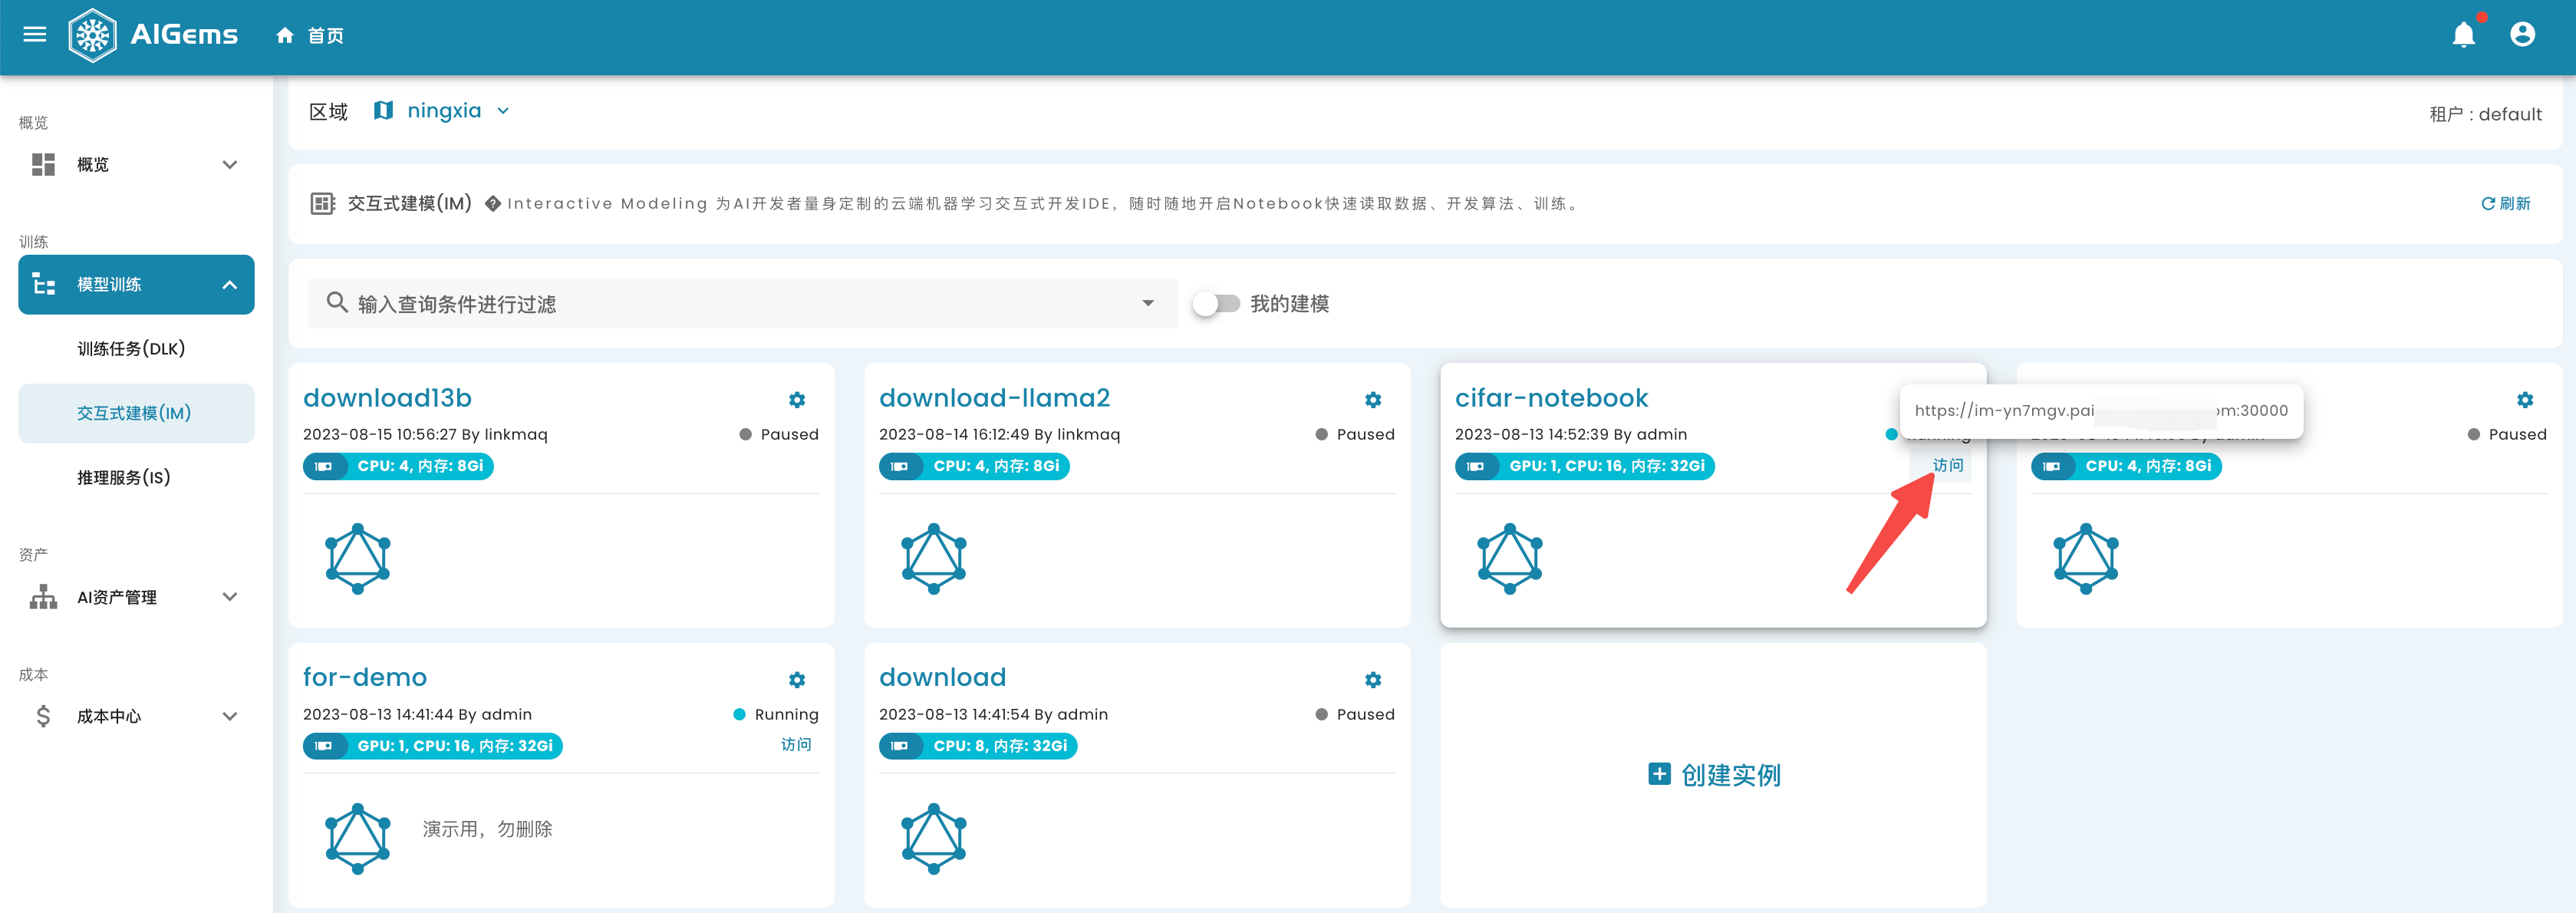 AIGems 首页
概览
概览
训练
模型训练
训练任务(DLK)
交互式建模(IM)
推理服务(IS)
资产
AI资产管理
成本
成本中心
区域 ningxia
租户 : default
交互式建模(IM) Interactive Modeling 为AI开发者量身定制的云端机器学习交互式开发IDE，随时随地开启Notebook快速读取数据、开发算法、训练。
刷新
输入查询条件进行过滤
我的建模
download13b
2023-08-15 10:56:27 By linkmaq Paused
CPU: 4, 内存: 8Gi
download-llama2
2023-08-14 16:12:49 By linkmaq Paused
CPU: 4, 内存: 8Gi
cifar-notebook
https://im-yn7mgv.pai om:30000
2023-08-13 14:52:39 By admin Running
GPU: 1, CPU: 16, 内存: 32Gi
访问
Paused
CPU: 4, 内存: 8Gi
for-demo
2023-08-13 14:41:44 By admin Running
GPU: 1, CPU: 16, 内存: 32Gi
访问
演示用，勿删除
download
2023-08-13 14:41:54 By admin Paused
CPU: 8, 内存: 32Gi
创建实例